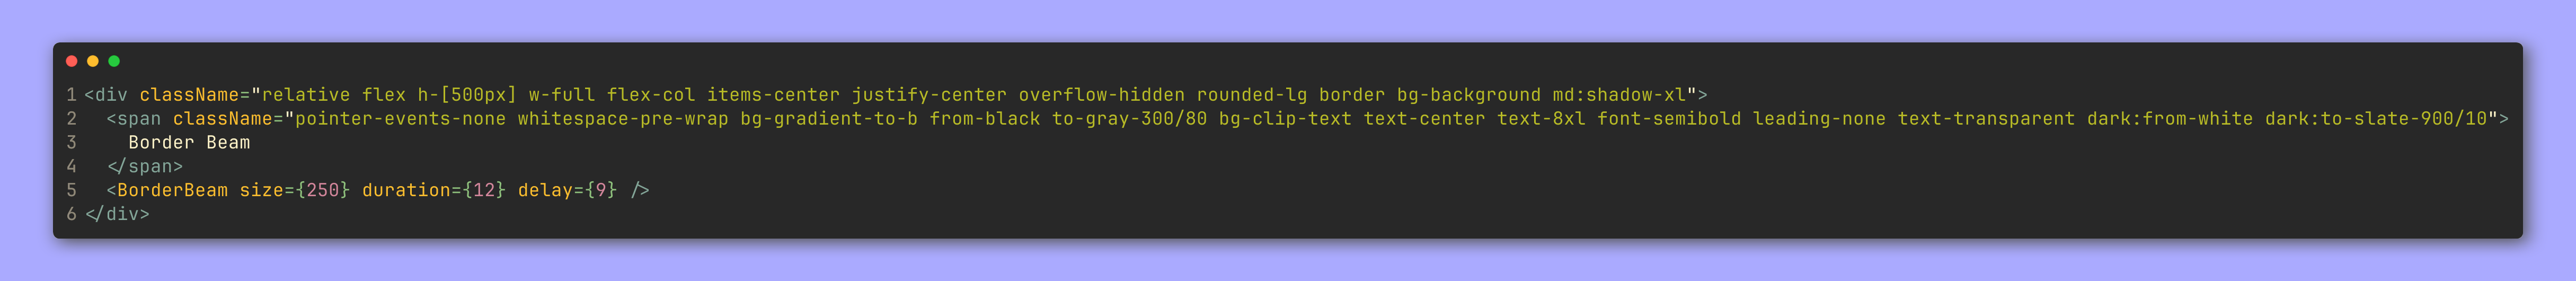 1 <div className="relative flex h-[500px] w-full flex-col items-center justify-center overflow-hidden rounded-lg border bg-background md:shadow-xl">
2   <span className="pointer-events-none whitespace-pre-wrap bg-gradient-to-b from-black to-gray-300/80 bg-clip-text text-center text-8xl font-semibold leading-none text-transparent dark:from-white dark:to-slate-900/10">
3     Border Beam
4   </span>
5   <BorderBeam size={250} duration={12} delay={9} />
6 </div>